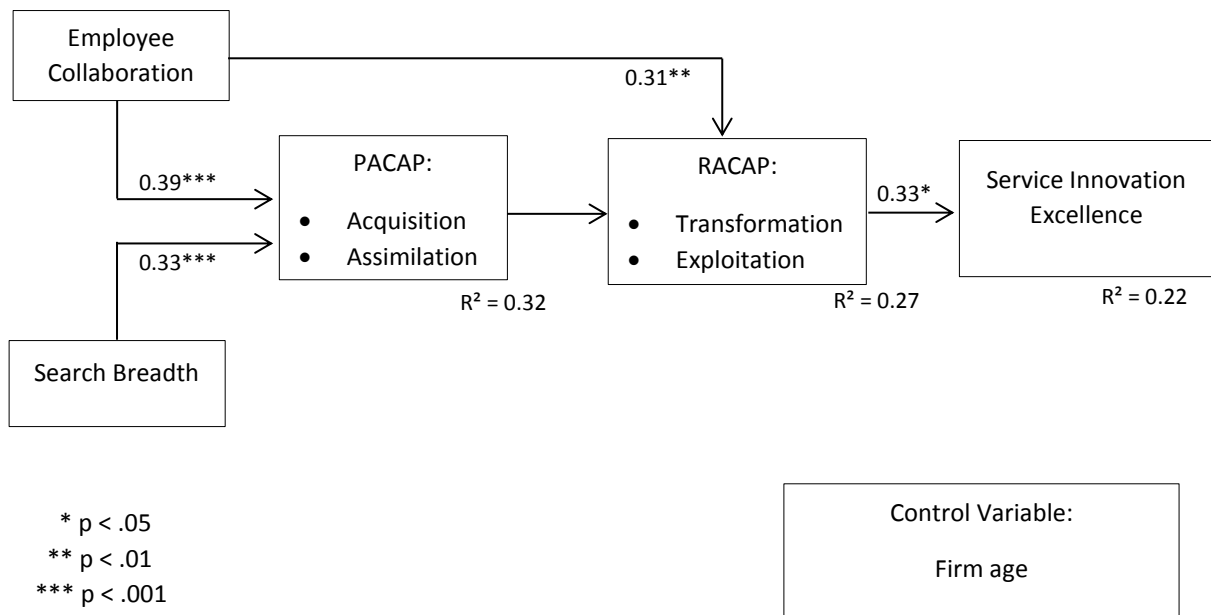 Employee
Collaboration
0.31**
0.39***
PACAP:
• Acquisition
• Assimilation
R² = 0.32
RACAP:
• Transformation
• Exploitation
R² = 0.27
0.33*
Service Innovation
Excellence
R² = 0.22
0.33***
Search Breadth
* p < .05
** p < .01
*** p < .001
Control Variable:
Firm age